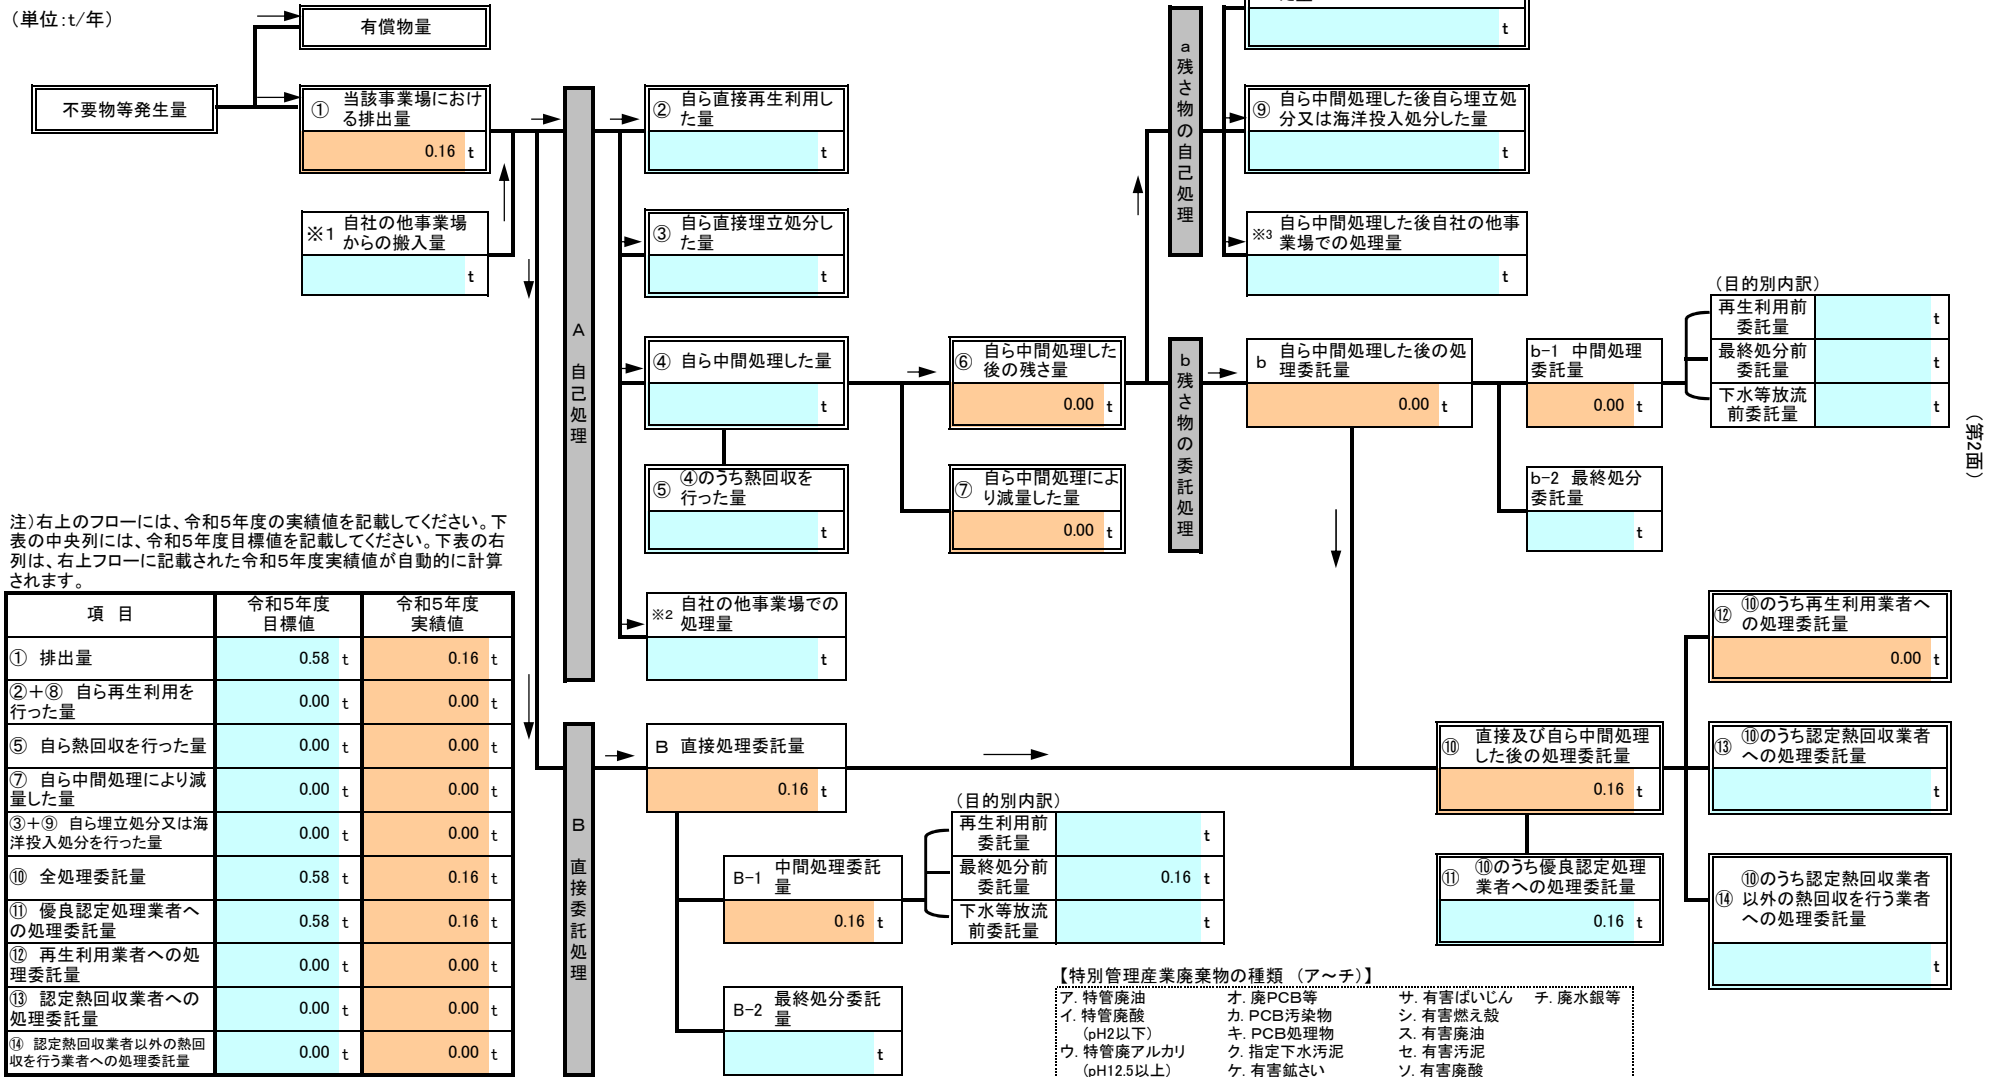 (単位:t/年)
有償物量
不要物等発生量
① 当該事業場におけ
る排出量
0.16 t
※1 自社の他事業場
からの搬入量
t
A 自己処理
② 自ら直接再生利用し
た量
t
③ 自ら直接埋立処分し
た量
t
④ 自ら中間処理した量
t
⑤ ④のうち熱回収を
行った量
t
※2 自社の他事業場での
処理量
t
⑥ 自ら中間処理した
後の残さ量
0.00 t
⑦ 自ら中間処理によ
り減量した量
0.00 t
a 残さ物の自己処理
t
⑨ 自ら中間処理した後自ら埋立処
分又は海洋投入処分した量
t
※3 自ら中間処理した後自社の他事
業場での処理量
t
b 残さ物の委託処理
b 自ら中間処理した後の処
理委託量
0.00 t
b-1 中間処理
委託量
0.00 t
b-2 最終処分
委託量
t
(目的別内訳)
再生利用前
委託量
t
最終処分前
委託量
t
下水等放流
前委託量
t
(第2面)
注)右上のフローには、令和5年度の実績値を記載してください。下
表の中央列には、令和5年度目標値を記載してください。下表の右
列は、右上フローに記載された令和5年度実績値が自動的に計算
されます。
項 目
令和5年度
目標値
令和5年度
実績値
① 排出量 0.58 t 0.16 t
②+⑧ 自ら再生利用を
行った量
0.00 t 0.00 t
⑤ 自ら熱回収を行った量 0.00 t 0.00 t
⑦ 自ら中間処理により減
量した量
0.00 t 0.00 t
③+⑨ 自ら埋立処分又は海
洋投入処分を行った量
0.00 t 0.00 t
⑩ 全処理委託量 0.58 t 0.16 t
⑪ 優良認定処理業者へ
の処理委託量
0.58 t 0.16 t
⑫ 再生利用業者への処
理委託量
0.00 t 0.00 t
⑬ 認定熱回収業者への
処理委託量
0.00 t 0.00 t
⑭ 認定熱回収業者以外の熱回
収を行う業者への処理委託量
0.00 t 0.00 t
B 直接委託処理
B 直接処理委託量
0.16 t
B-1 中間処理委託
量
0.16 t
B-2 最終処分委託
量
t
(目的別内訳)
再生利用前
委託量
t
最終処分前
委託量
0.16 t
下水等放流
前委託量
t
⑩ 直接及び自ら中間処理
した後の処理委託量
0.16 t
⑪ ⑩のうち優良認定処理
業者への処理委託量
0.16 t
⑫ ⑩のうち再生利用業者へ
の処理委託量
0.00 t
⑬ ⑩のうち認定熱回収業者
への処理委託量
t
⑭ ⑩のうち認定熱回収業者
以外の熱回収を行う業者
への処理委託量
t
【特別管理産業廃棄物の種類 (ア~チ)】
ア. 特管廃油 オ. 廃PCB等 サ. 有害ばいじん チ. 廃水銀等
イ. 特管廃酸 カ. PCB汚染物 シ. 有害燃え殻
(pH2以下) キ. PCB処理物 ス. 有害廃油
ウ. 特管廃アルカリ ク. 指定下水汚泥 セ. 有害汚泥
(pH12.5以上) ケ. 有害鉱さい ソ. 有害廃酸